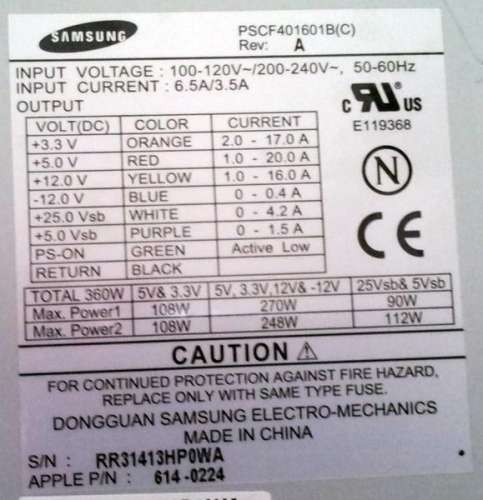 SAMSUNG
PSCF401601B(C)
Rev: A
INPUT VOLTAGE : 100-120V~/200-240V~, 50-60Hz
INPUT CURRENT : 6.5A/3.5A
OUTPUT
c RU US
E119368
VOLT(DC) COLOR CURRENT
+3.3 V ORANGE 2.0 - 17.0 A
+5.0 V RED 1.0 - 20.0 A
+12.0 V YELLOW 1.0 - 16.0 A
-12.0 V BLUE 0 - 0.4 A
+25.0 Vsb WHITE 0 - 4.2 A
+5.0 Vsb PURPLE 0 - 1.5 A
PS-ON GREEN Active Low
RETURN BLACK
N
CE
TOTAL 360W 5V& 3.3V 5V, 3.3V,12V& -12V 25Vsb& 5Vsb
Max. Power1 108W 270W 90W
Max. Power2 108W 248W 112W
CAUTION
FOR CONTINUED PROTECTION AGAINST FIRE HAZARD,
REPLACE ONLY WITH SAME TYPE FUSE.
DONGGUAN SAMSUNG ELECTRO-MECHANICS
MADE IN CHINA
S/N : RR31413HP0WA
APPLE P/N : 614-0224